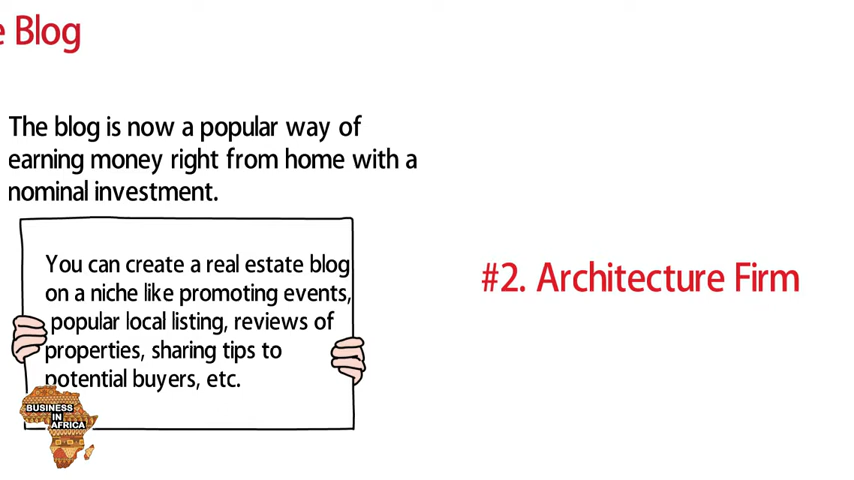 e Blog
The blog is now a popular way of
earning money right from home with a
nominal investment.
You can create a real estate blog
on a niche like promoting events,
popular local listing, reviews of
properties, sharing tips to
potential buyers, etc.
#2. Architecture Firm
BUSINESS
IN
AFRICA